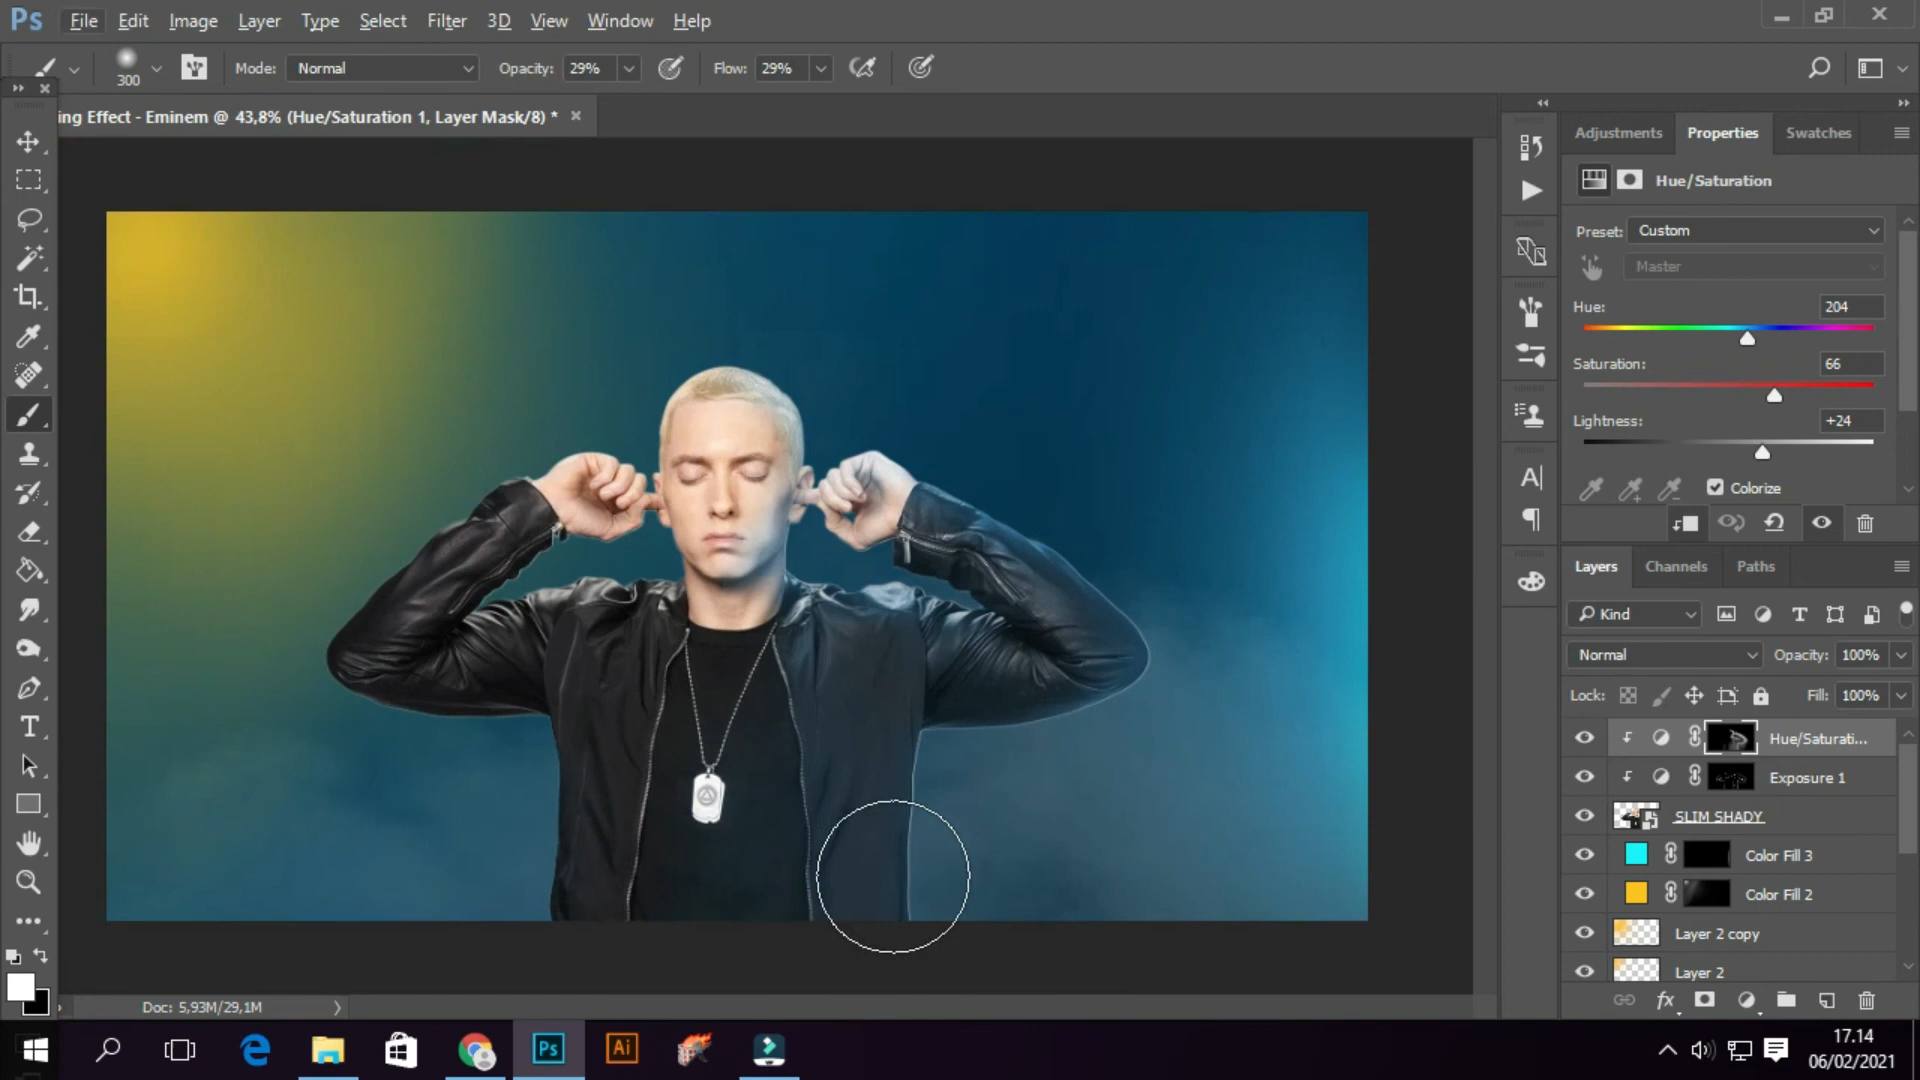 Ps File Edit Image Layer Type Select Filter 3D View Window Help
300 Mode: Normal Opacity: 29% Flow: 29%
ing Effect - Eminem @ 43,8% (Hue/Saturation 1, Layer Mask/8) *
Adjustments Properties Swatches
Hue/Saturation
Preset: Custom
Master
Hue: 204
Saturation: 66
Lightness: +24
Colorize
Layers Channels Paths
Kind
Normal Opacity: 100%
Lock: Fill: 100%
Hue/Saturati...
Exposure 1
SLIM SHADY
Color Fill 3
Color Fill 2
Layer 2 copy
Layer 2
fx
Doc: 5,93M/29,1M
Ps Ai
17.14
06/02/2021